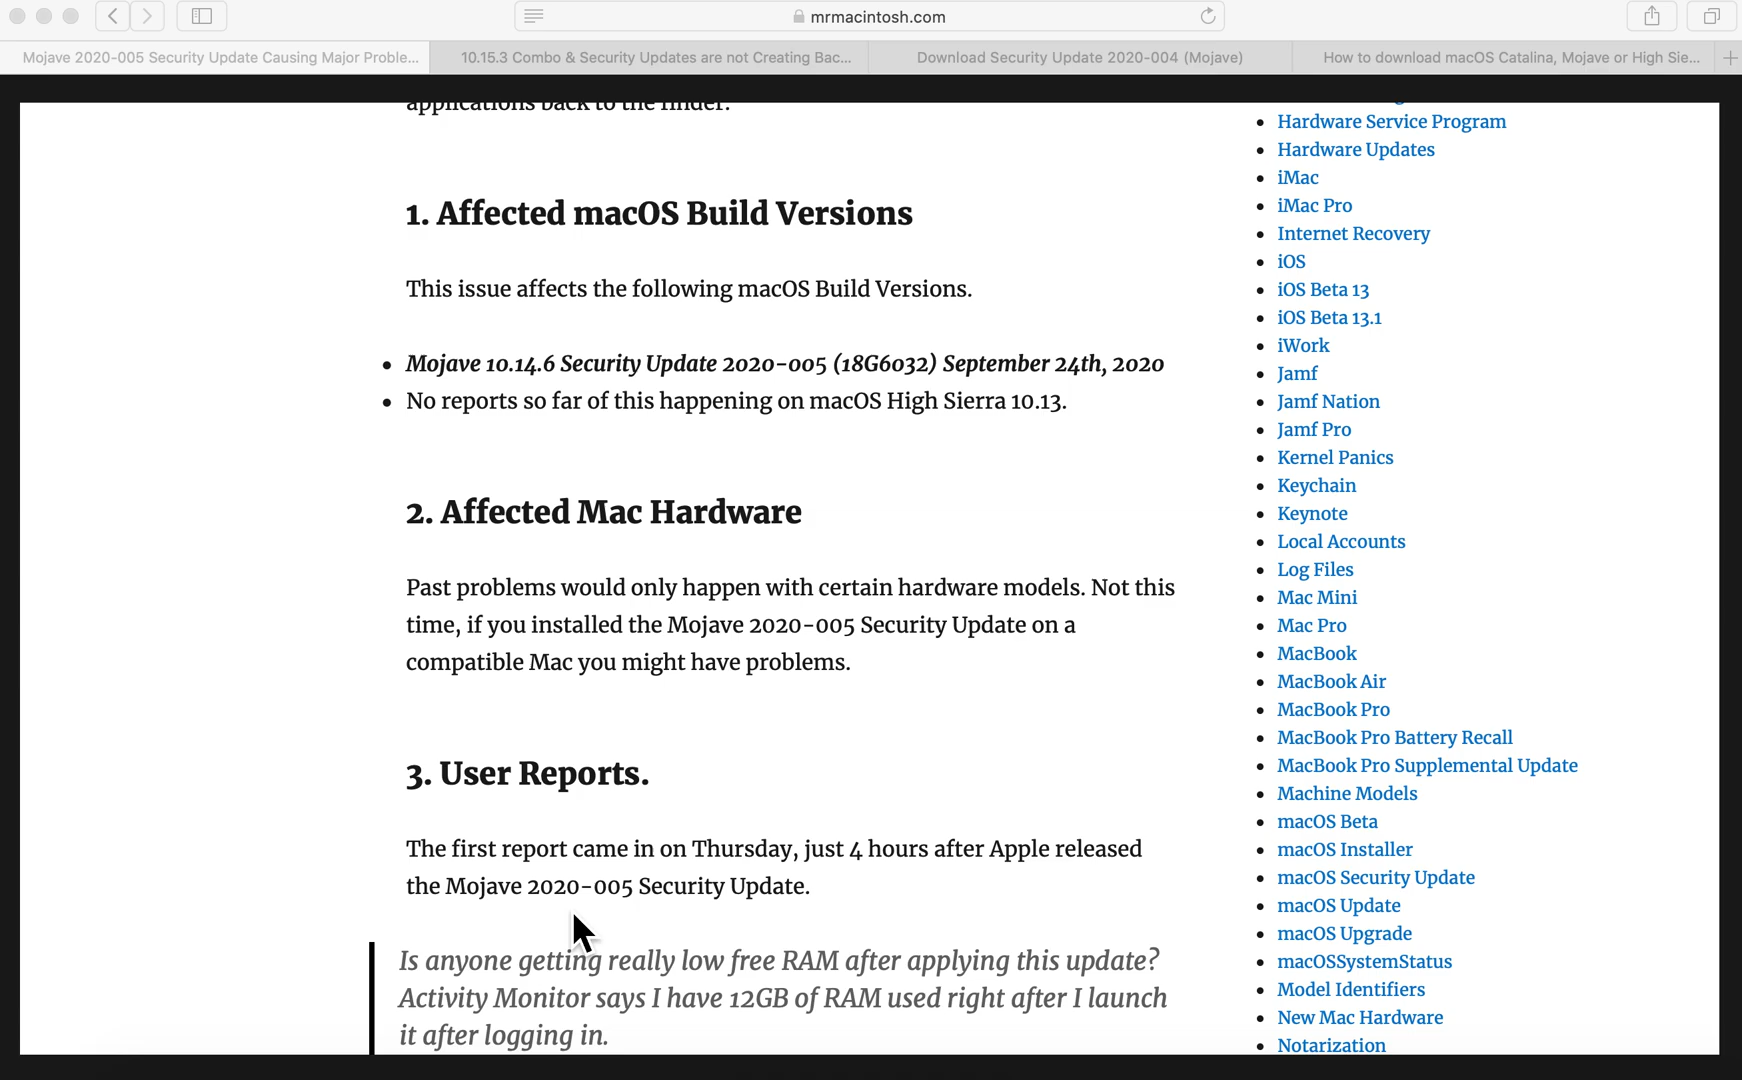 mrmacintosh.com
Mojave 2020-005 Security Update Causing Major Proble...
10.15.3 Combo & Security Updates are not Creating Bac...
Download Security Update 2020-004 (Mojave)
How to download macOS Catalina, Mojave or High Sie...
applications back to the finder.
1. Affected macOS Build Versions
This issue affects the following macOS Build Versions.
Mojave 10.14.6 Security Update 2020-005 (18G6032) September 24th, 2020
No reports so far of this happening on macOS High Sierra 10.13.
2. Affected Mac Hardware
Past problems would only happen with certain hardware models. Not this
time, if you installed the Mojave 2020-005 Security Update on a
compatible Mac you might have problems.
3. User Reports.
The first report came in on Thursday, just 4 hours after Apple released
the Mojave 2020-005 Security Update.
Is anyone getting really low free RAM after applying this update?
Activity Monitor says I have 12GB of RAM used right after I launch
it after logging in.
Hardware Service Program
Hardware Updates
iMac
iMac Pro
Internet Recovery
iOS
iOS Beta 13
iOS Beta 13.1
iWork
Jamf
Jamf Nation
Jamf Pro
Kernel Panics
Keychain
Keynote
Local Accounts
Log Files
Mac Mini
Mac Pro
MacBook
MacBook Air
MacBook Pro
MacBook Pro Battery Recall
MacBook Pro Supplemental Update
Machine Models
macOS Beta
macOS Installer
macOS Security Update
macOS Update
macOS Upgrade
macOSSystemStatus
Model Identifiers
New Mac Hardware
Notarization